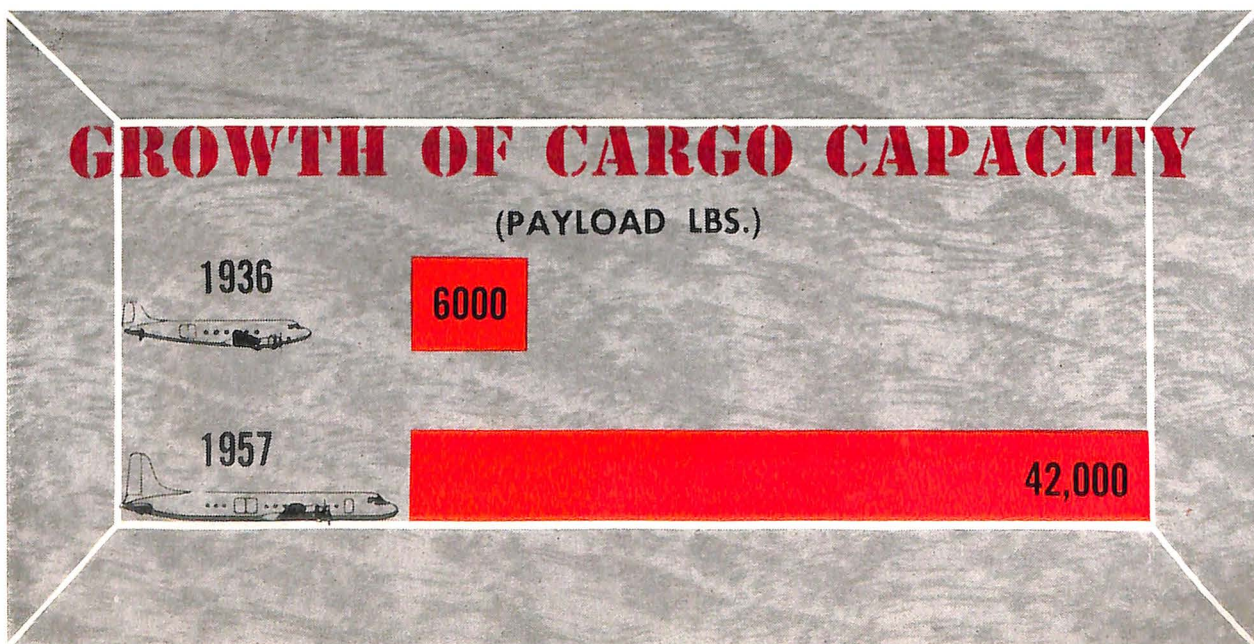 GROWTH OF CARGO CAPACITY
(PAYLOAD LBS.)
1936
6000
1957
42,000